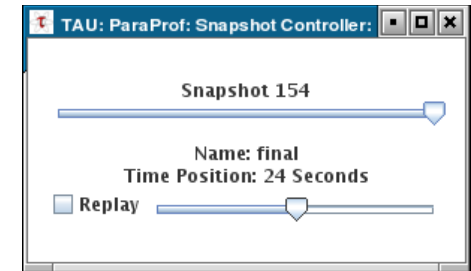 TAU: ParaProf: Snapshot Controller:
Snapshot 154
Name: final
Time Position: 24 Seconds
Replay